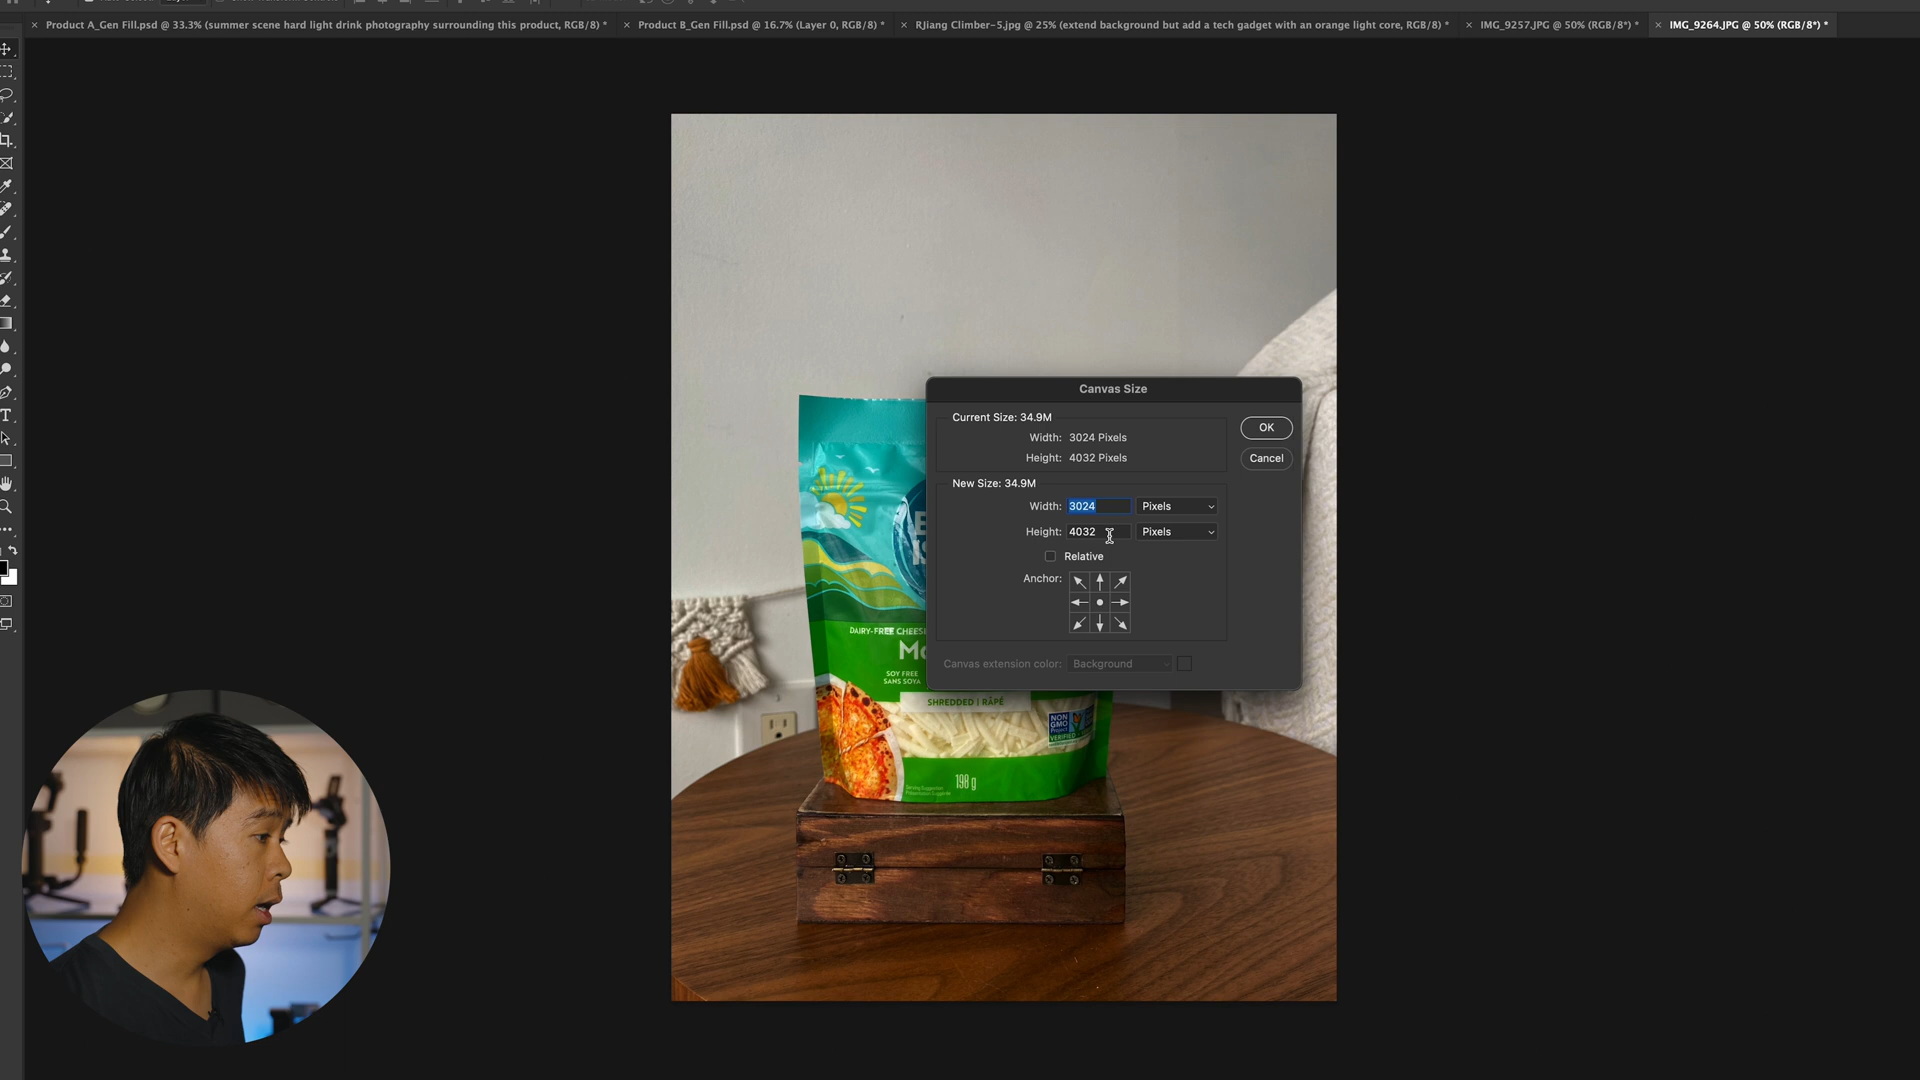 Product A_Gen Fill.psd @ 33.3% (summer scene hard light drink photography surrounding this product, RGB/8) *
Product B_Gen Fill.psd @ 16.7% (Layer 0, RGB/8) *
RJiang Climber-5.jpg @ 25% (extend background but add a tech gadget with an orange light core, RGB/8) *
IMG_9257.JPG @ 50% (RGB/8*) *
IMG_9264.JPG @ 50% (RGB/8*) *
Canvas Size
Current Size: 34.9M
Width: 3024 Pixels
Height: 4032 Pixels
OK
Cancel
New Size: 34.9M
Width: 3024 Pixels
Height: 4032 Pixels
Relative
Anchor:
Canvas extension color: Background
DAIRY-FREE CHEESE
SOY FREE
SANS SOYA
SHREDDED | RÂPÉ
NON
GMO
Project
VERIFIED
198 g